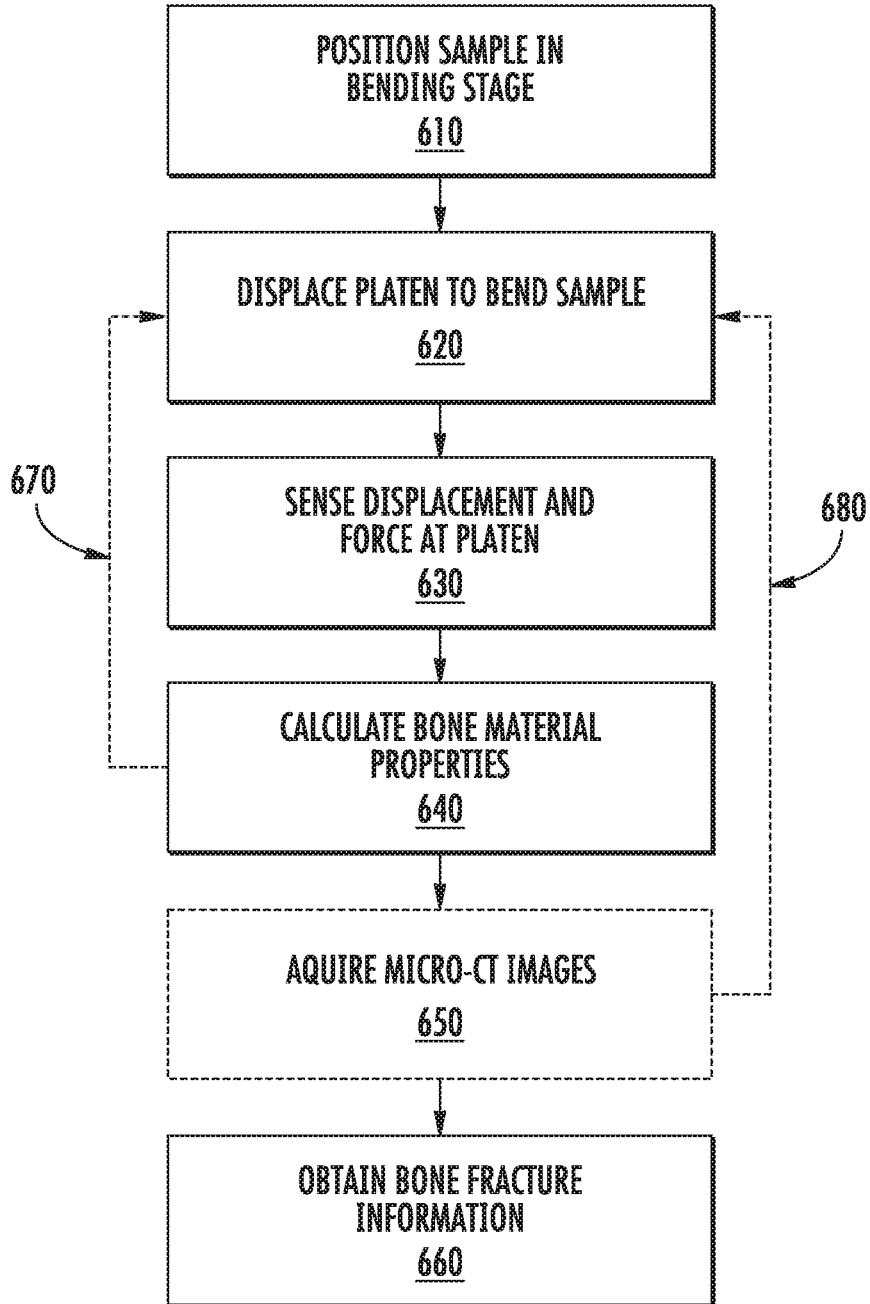 POSITION SAMPLE IN
BENDING STAGE
610
DISPLACE PLATEN TO BEND SAMPLE
620
670
SENSE DISPLACEMENT AND
FORCE AT PLATEN
630
680
CALCULATE BONE MATERIAL
PROPERTIES
640
AQUIRE MICRO-CT IMAGES
650
OBTAIN BONE FRACTURE
INFORMATION
660